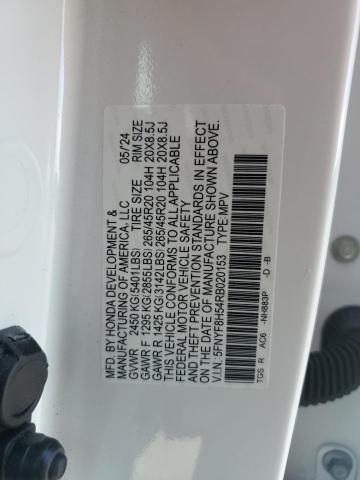 MFD. BY HONDA DEVELOPMENT &
MANUFACTURING OF AMERICA, LLC 05/'24
GVWR 2450 KG(5401LBS) TIRE SIZE RIM SIZE
GAWR F 1295 KG(2855LBS)265/45R20 104H 20X8.5J
GAWR R 1425 KG(3142LBS)265/45R20 104H 20X8.5J
THIS VEHICLE CONFORMS TO ALL APPLICABLE
FEDERAL MOTOR VEHICLE SAFETY
AND THEFT PREVENTION STANDARDS IN EFFECT
ON THE DATE OF MANUFACTURE SHOWN ABOVE.
V.I.N.: 5FNYF8H54RB020153 TYPE:MPV
TGS R AC6 -NH883P -D -B